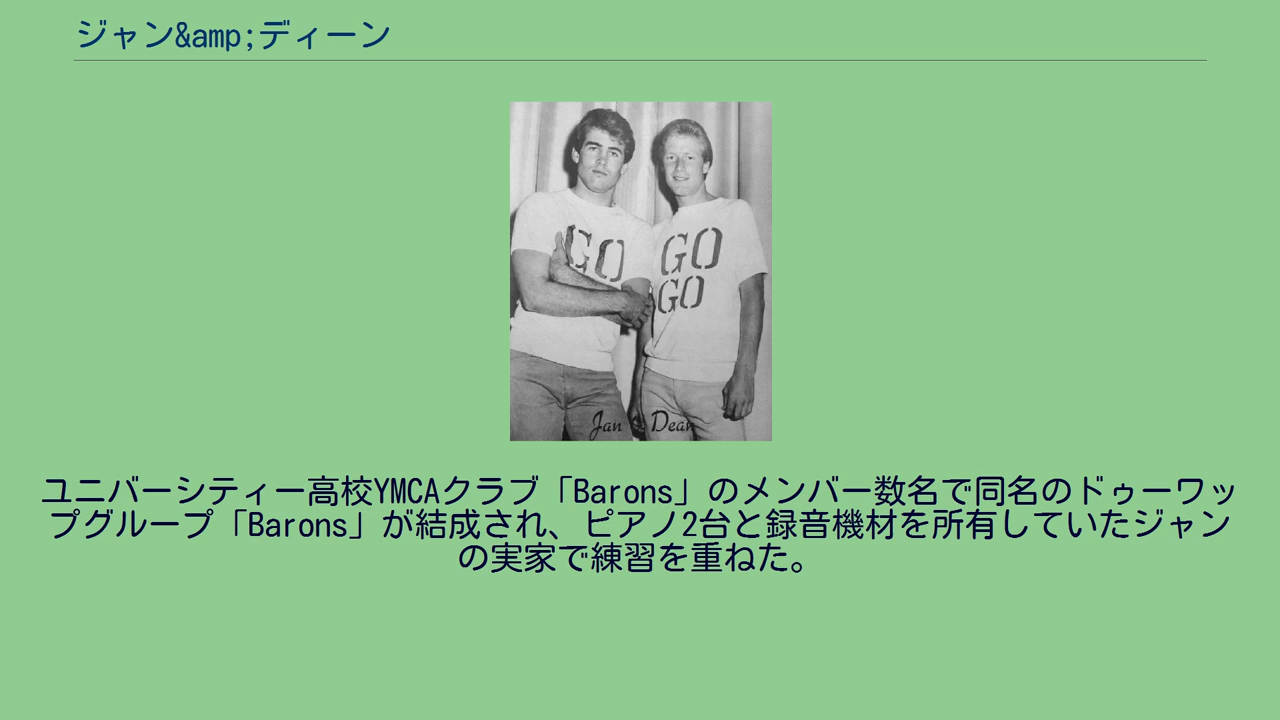 ジャン&amp;ディーン
GO
GO
GO
Jan & Dean
ユニバーシティー高校YMCAクラブ「Barons」のメンバー数名で同名のドゥーワッ
プグループ「Barons」が結成され、ピアノ2台と録音機材を所有していたジャン
の実家で練習を重ねた。